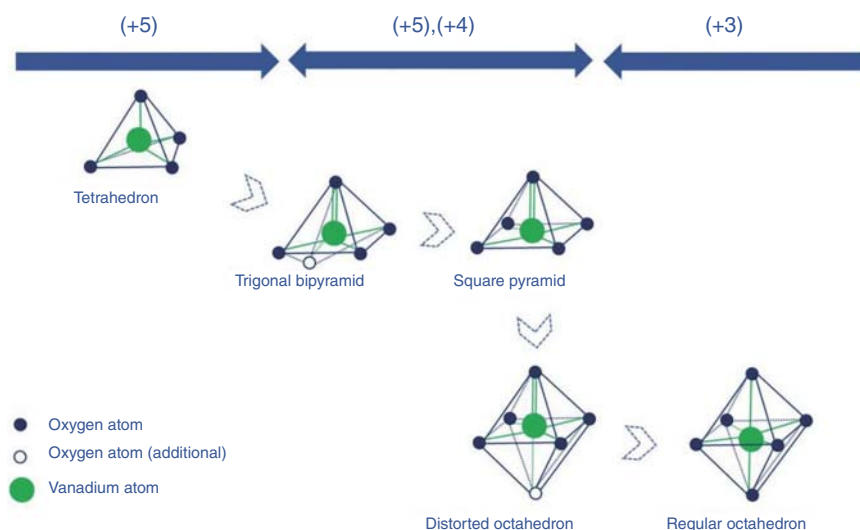 (+5) (+5),(+4) (+3)
Tetrahedron
Trigonal bipyramid Square pyramid
Oxygen atom
Oxygen atom (additional)
Vanadium atom
Distorted octahedron Regular octahedron